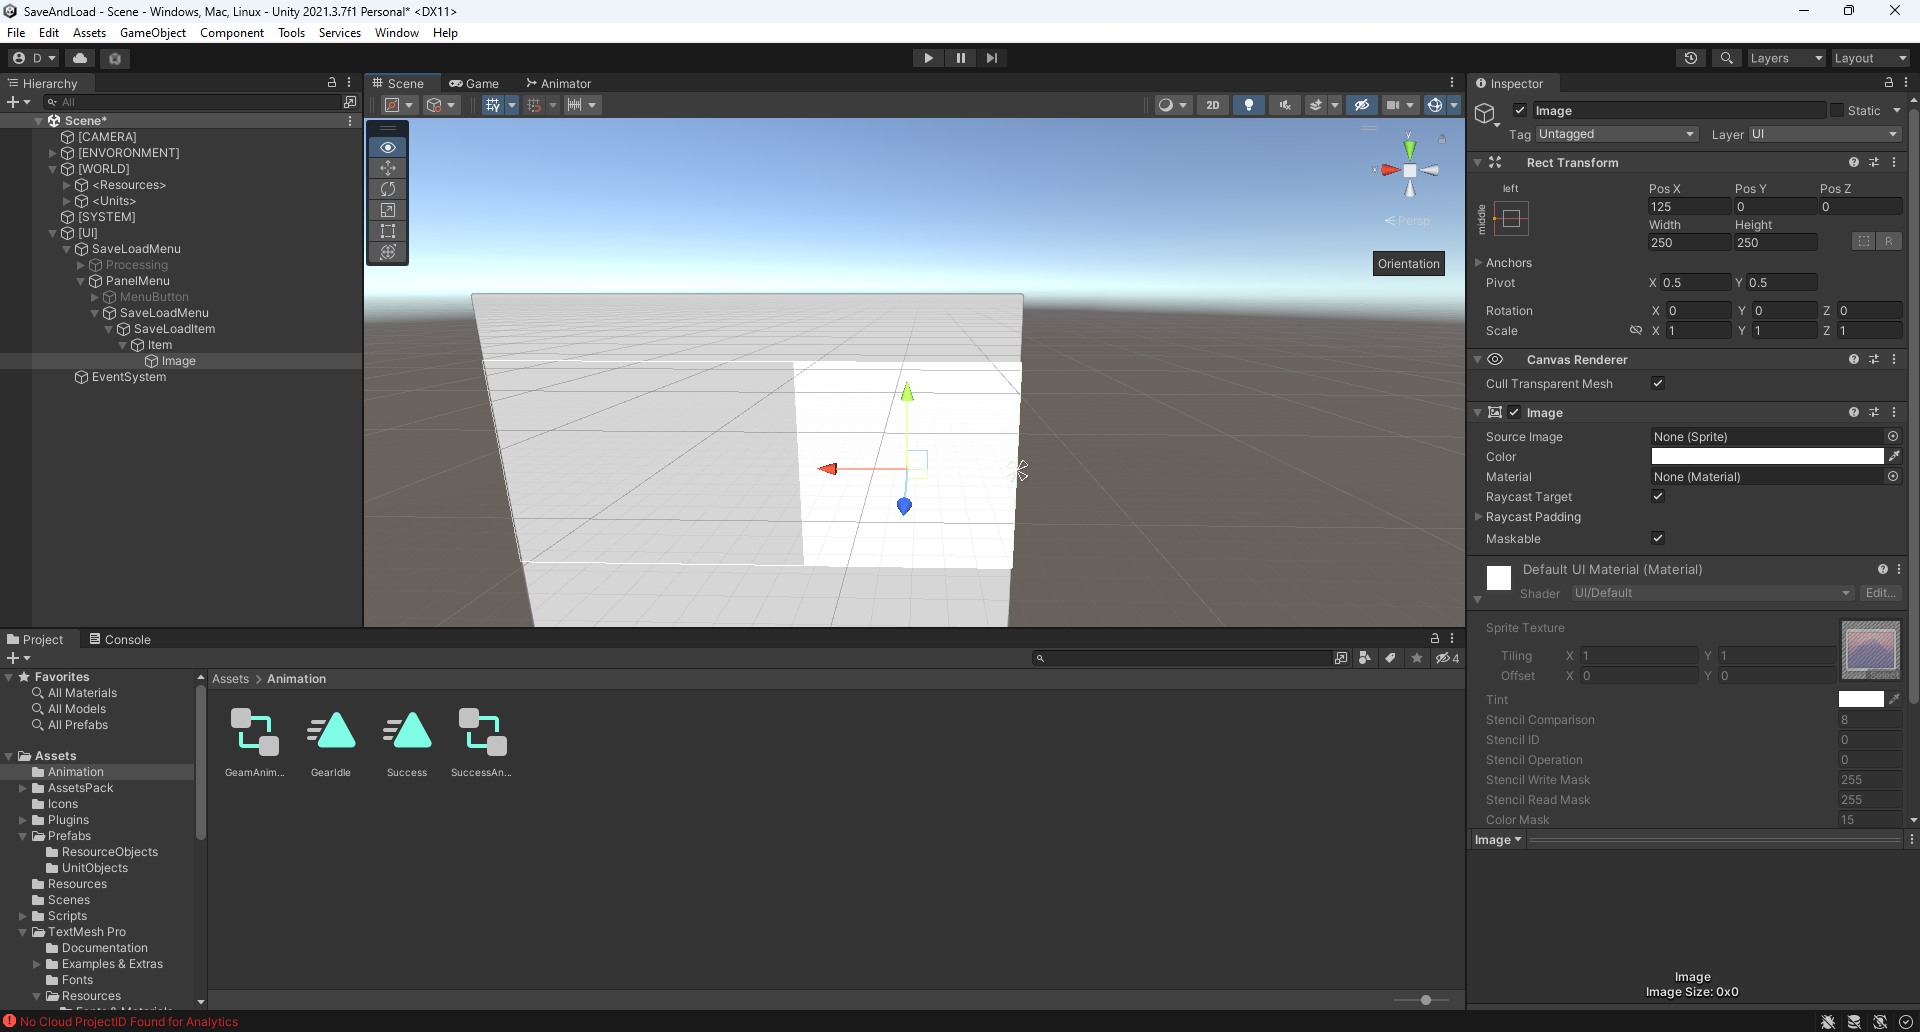 SaveAndLoad - Scene - Windows, Mac, Linux - Unity 2021.3.7f1 Personal* <DX11>
File Edit Assets GameObject Component Tools Services Window Help
D
Layers
Layout
Hierarchy
All
Scene*
[CAMERA]
[ENVORONMENT]
[WORLD]
<Resources>
<Units>
[SYSTEM]
[UI]
SaveLoadMenu
Processing
PanelMenu
MenuButton
SaveLoadMenu
SaveLoadItem
Item
Image
EventSystem
Scene Game Animator
2D
y
x
Persp
Orientation
Inspector
Image
Static
Tag Untagged Layer UI
Rect Transform
left
middle
Pos X Pos Y Pos Z
125 0 0
Width Height
250 250
R
Anchors
Pivot X 0.5 Y 0.5
Rotation X 0 Y 0 Z 0
Scale X 1 Y 1 Z 1
Canvas Renderer
Cull Transparent Mesh
Image
Source Image None (Sprite)
Color
Material None (Material)
Raycast Target
Raycast Padding
Maskable
Default UI Material (Material)
Shader UI/Default Edit...
Sprite Texture
Tiling X 1 Y 1
Offset X 0 Y 0
Select
Tint
Stencil Comparison 8
Stencil ID 0
Stencil Operation 0
Stencil Write Mask 255
Stencil Read Mask 255
Color Mask 15
Image
Image
Image Size: 0x0
Project Console
4
Favorites
All Materials
All Models
All Prefabs
Assets
Animation
AssetsPack
Icons
Plugins
Prefabs
ResourceObjects
UnitObjects
Resources
Scenes
Scripts
TextMesh Pro
Documentation
Examples & Extras
Fonts
Resources
Assets > Animation
GeamAnim...
GearIdle
Success
SuccessAn...
No Cloud ProjectID Found for Analytics